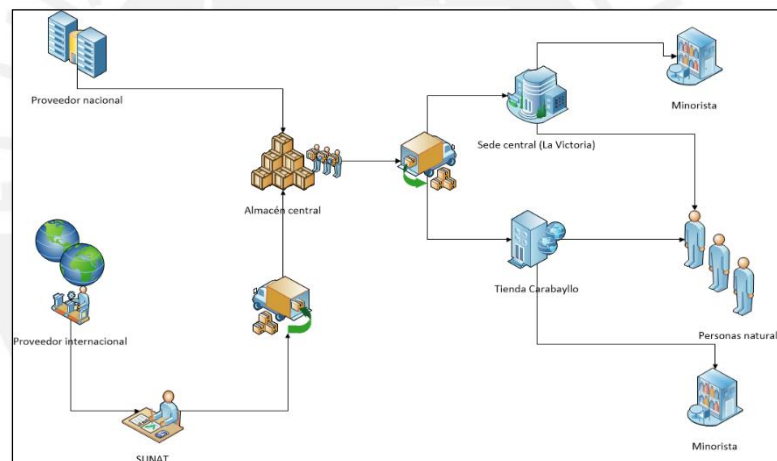 Proveedor nacional
Minorista
Sede central (La Victoria)
Almacén central
Tienda Carabayllo
Proveedor internacional
Personas natural
SUNAT
Minorista